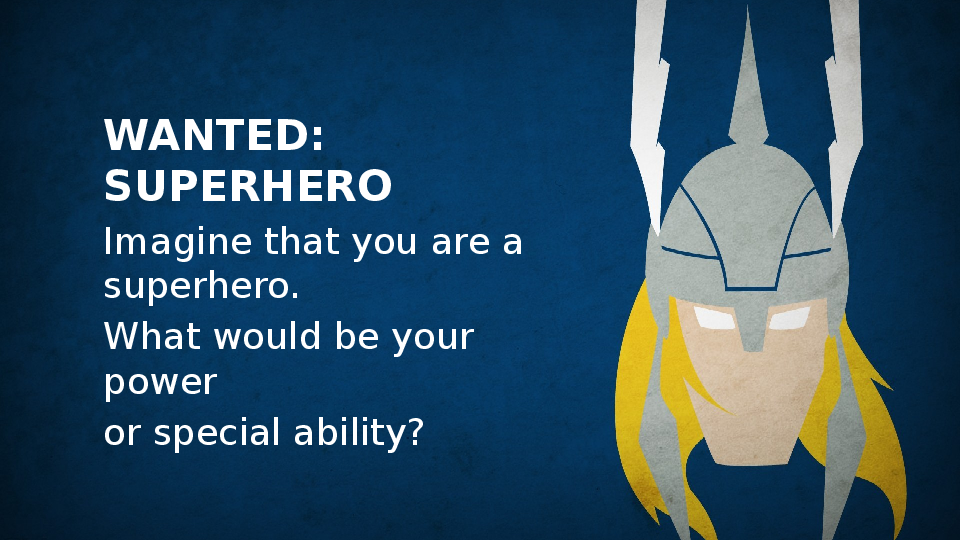 WANTED:
SUPERHERO
Imagine that you are a
superhero.
What would be your
power
or special ability?